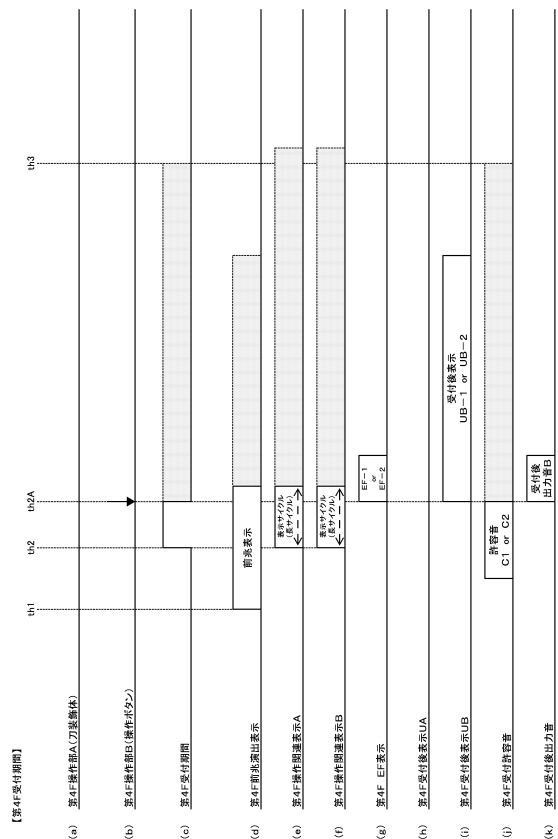 【第4F受付期間】
th1
th2
th2A
th3
(a) 第4F操作部A(刀装飾体)
(b) 第4F操作部B(操作ボタン)
(c) 第4F受付期間
(d) 第4F前兆演出表示
前兆表示
(e) 第4F操作関連表示A
表示サイクル
(長サイクル)
(f) 第4F操作関連表示B
表示サイクル
(長サイクル)
(g) 第4F EF表示
EF−1
or
EF−2
(h) 第4F受付後表示UA
(i) 第4F受付後表示UB
受付後表示
UB−1 or UB−2
(j) 第4F受付許容音
許容音
C1 or C2
(k) 第4F受付後出力音
受付後
出力音B